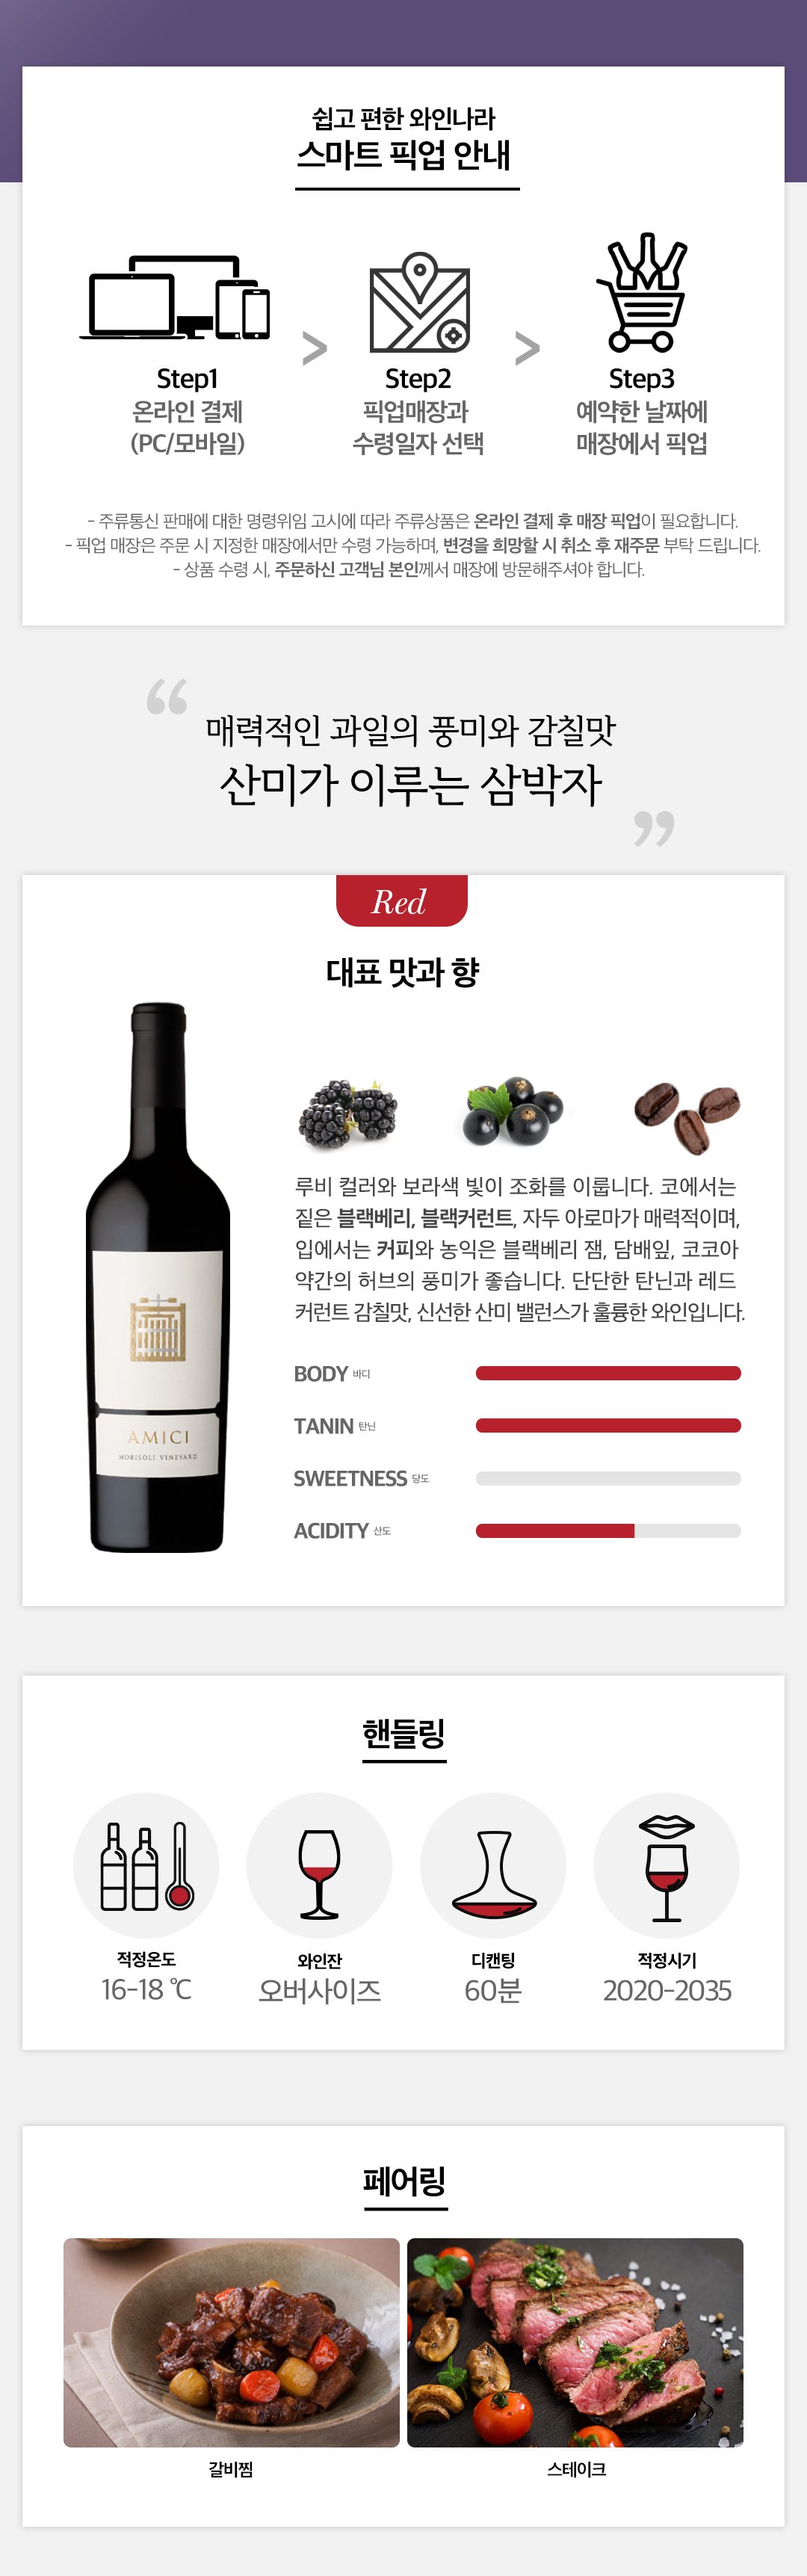 쉽고 편한 와인나라
스마트 픽업 안내
Step1
온라인 결제
(PC/모바일)
>
Step2
픽업매장과
수령일자 선택
>
Step3
예약한 날짜에
매장에서 픽업
- 주류통신 판매에 대한 명령위임 고시에 따라 주류상품은 온라인 결제 후 매장 픽업이 필요합니다.
- 픽업 매장은 주문 시 지정한 매장에서만 수령 가능하며, 변경을 희망할 시 취소 후 재주문 부탁 드립니다.
- 상품 수령 시, 주문하신 고객님 본인께서 매장에 방문해주셔야 합니다.
“매력적인 과일의 풍미와 감칠맛
산미가 이루는 삼박자”
Red
대표 맛과 향
루비 컬러와 보라색 빛이 조화를 이룹니다. 코에서는
짙은 블랙베리, 블랙커런트, 자두 아로마가 매력적이며,
입에서는 커피와 농익은 블랙베리 잼, 담배잎, 코코아
약간의 허브의 풍미가 좋습니다. 단단한 탄닌과 레드
커런트 감칠맛, 신선한 산미 밸런스가 훌륭한 와인입니다.
AMICI
MORISOLI VINEYARD
BODY 바디
TANIN 탄닌
SWEETNESS 당도
ACIDITY 산도
핸들링
적정온도
16-18 ℃
와인잔
오버사이즈
디캔팅
60분
적정시기
2020-2035
페어링
갈비찜
스테이크